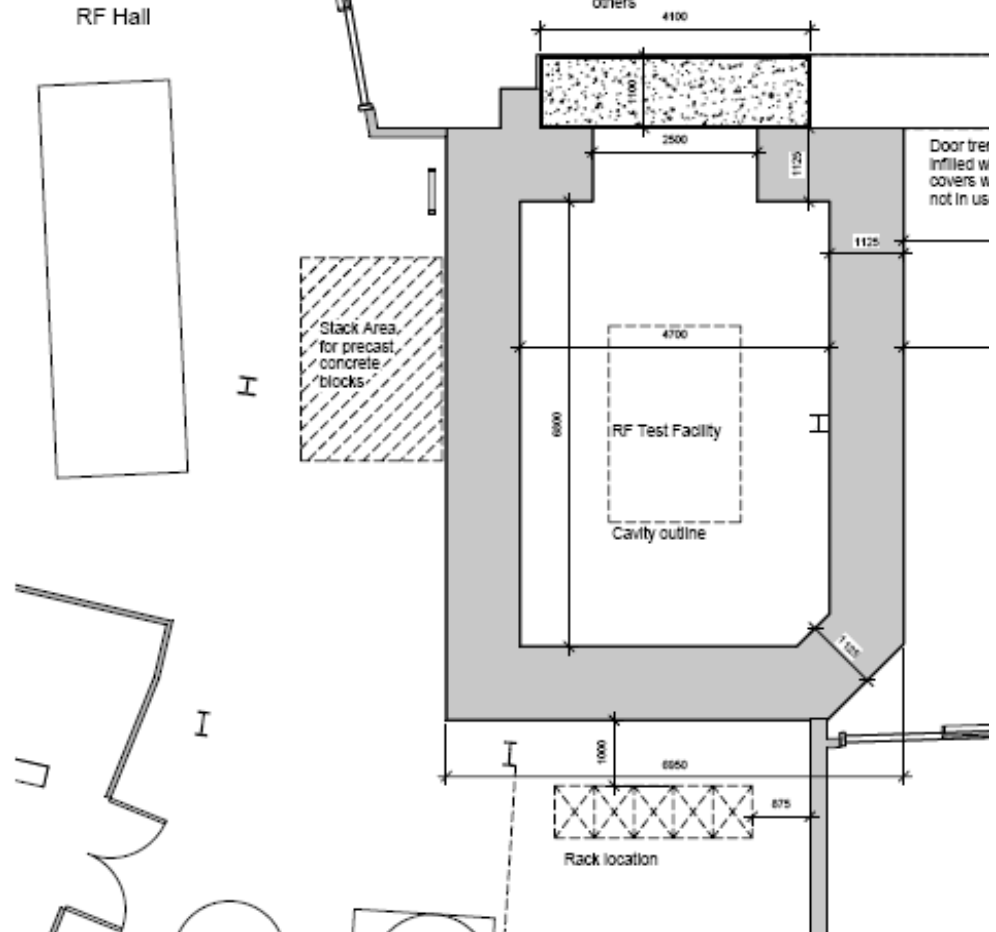 others
RF Hall
4100
1100
2500
1125
Door tren
infilled w
covers w
not in us
1125
Stack Area
for precast
concrete
blocks
4700
RF Test Facility
Cavity outline
1125
1000
6950
875
Rack location